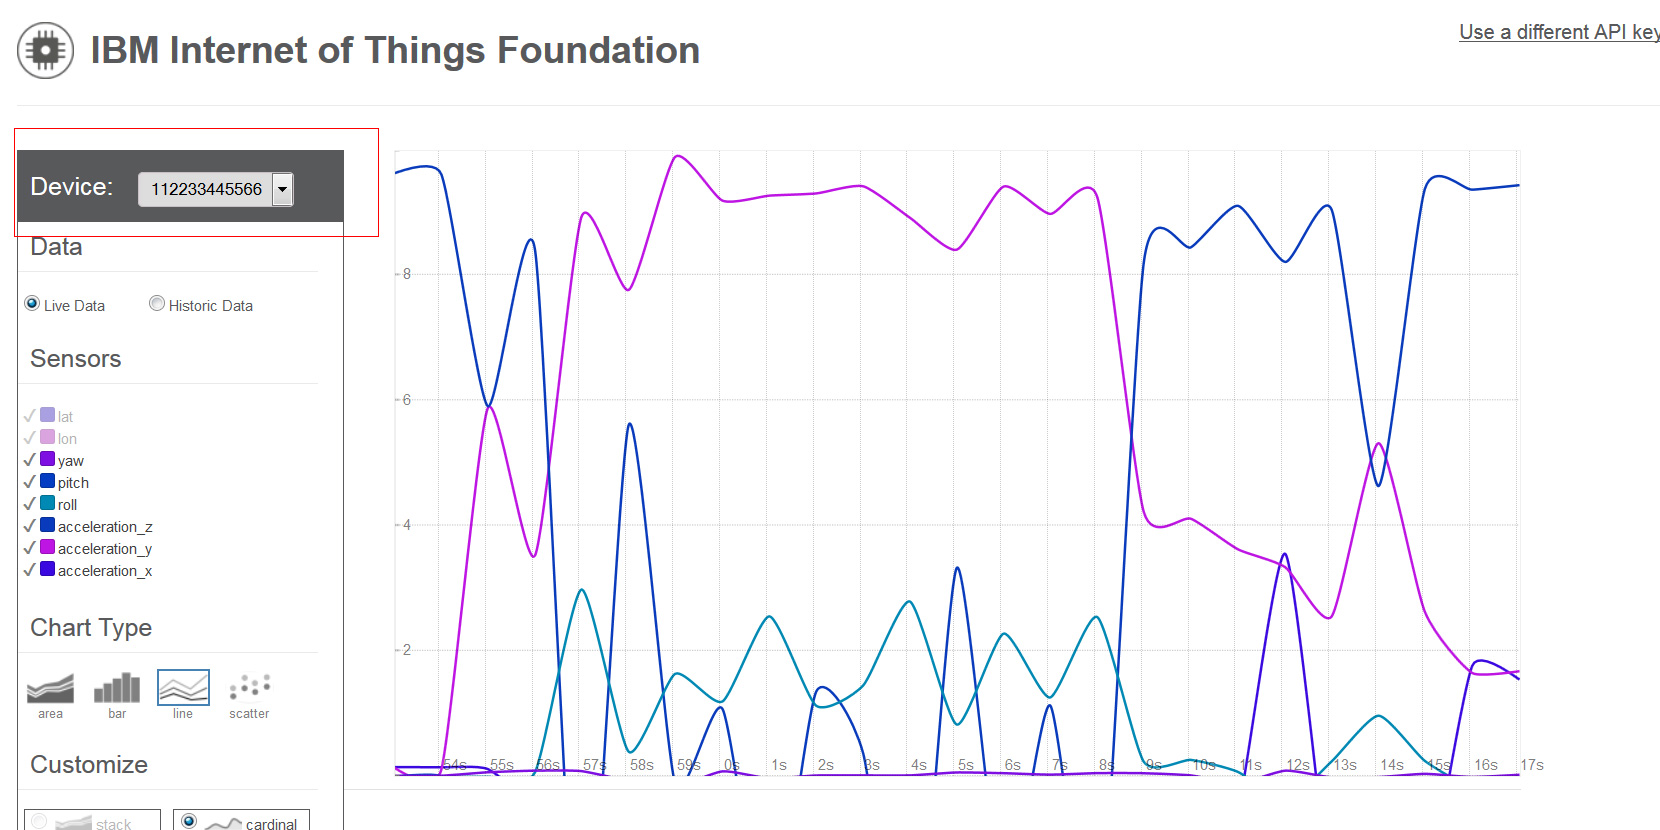 IBM Internet of Things Foundation
Use a different API key
Device: 112233445566
Data
Live Data Historic Data
Sensors
lat
lon
yaw
pitch
roll
acceleration_z
acceleration_y
acceleration_x
Chart Type
area bar line scatter
Customize
stack cardinal
8
6
4
2
54s 55s 56s 57s 58s 59s 0s 1s 2s 3s 4s 5s 6s 7s 8s 9s 10s 11s 12s 13s 14s 15s 16s 17s